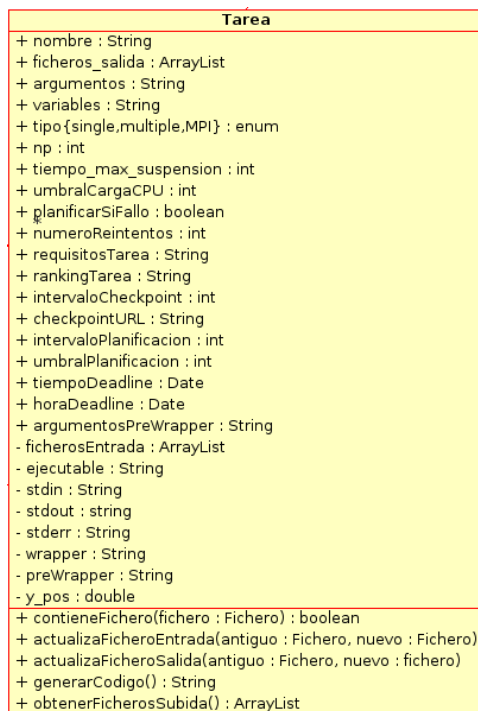 Tarea
+ nombre : String
+ ficheros_salida : ArrayList
+ argumentos : String
+ variables : String
+ tipo{single,multiple,MPI} : enum
+ np : int
+ tiempo_max_suspension : int
+ umbralCargaCPU : int
+ planificarSiFallo : boolean
*
+ numeroReintentos : int
+ requisitosTarea : String
+ rankingTarea : String
+ intervaloCheckpoint : int
+ checkpointURL : String
+ intervaloPlanificacion : int
+ umbralPlanificacion : int
+ tiempoDeadline : Date
+ horaDeadline : Date
+ argumentosPreWrapper : String
- ficherosEntrada : ArrayList
- ejecutable : String
- stdin : String
- stdout : string
- stderr : String
- wrapper : String
- preWrapper : String
- y_pos : double
+ contieneFichero(fichero : Fichero) : boolean
+ actualizaFicheroEntrada(antiguo : Fichero, nuevo : Fichero)
+ actualizaFicheroSalida(antiguo : Fichero, nuevo : fichero)
+ generarCodigo() : String
+ obtenerFicherosSubida() : ArrayList